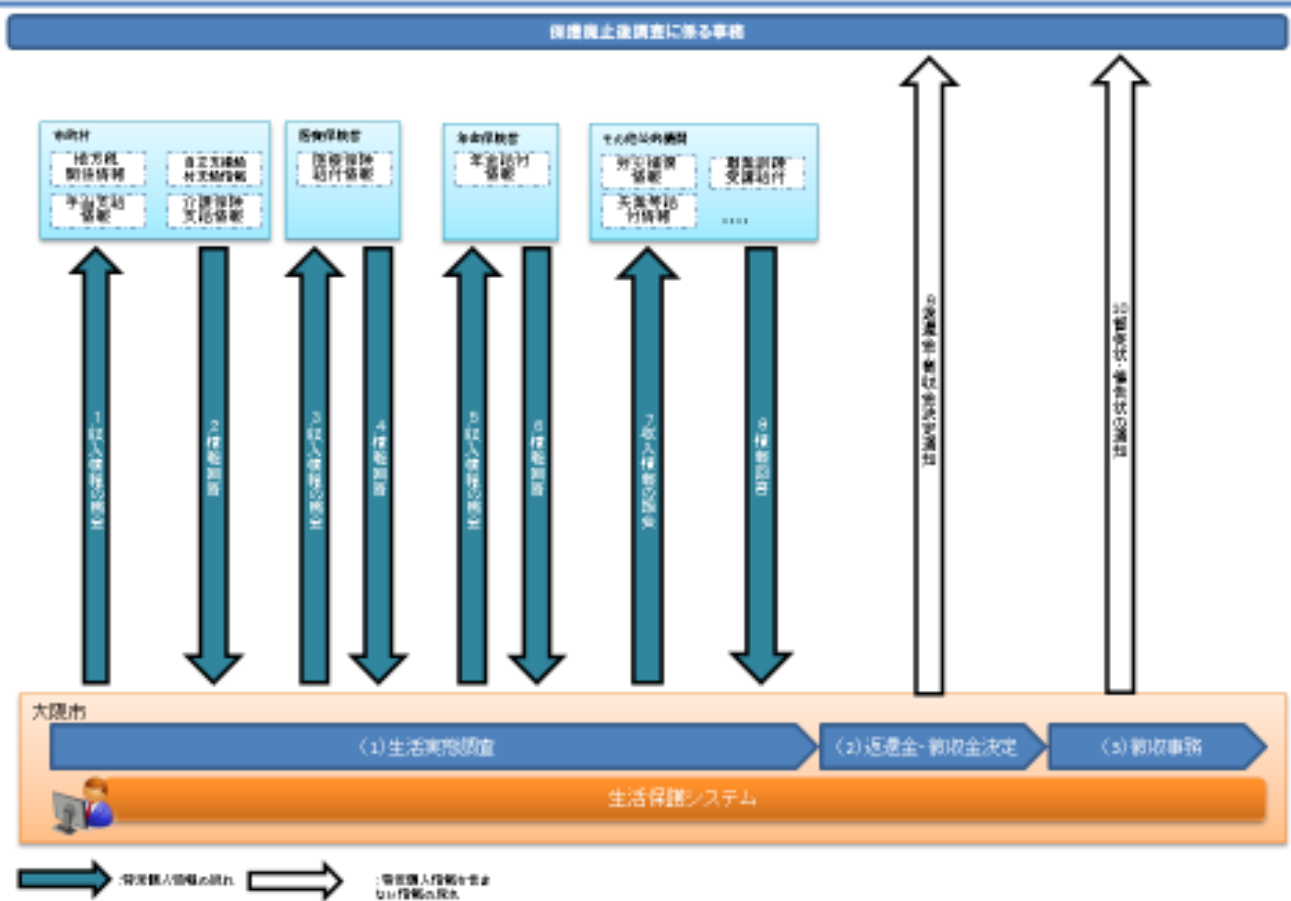 保護廃止後調査に係る事務
市町村
地方税
関係情報
自立支援給
付支給情報
手当支給
情報
介護保険
支給情報
医療保険者
医療保険
給付情報
年金保険者
年金給付
情報
その他公的機関
労災補償
情報
職業訓練
受講給付
失業等給
付情報
‥‥
1.収入情報の照会
2.情報回答
3.収入情報の照会
4.情報回答
5.収入情報の照会
6.情報回答
7.収入情報の照会
8.情報回答
9.返還金・徴収金決定通知
10.督促状・催告状の通知
大阪市
(1)生活実態調査
(2)返還金・徴収金決定
(3)徴収事務
生活保護システム
:特定個人情報の流れ
:特定個人情報を含ま
ない情報の流れ